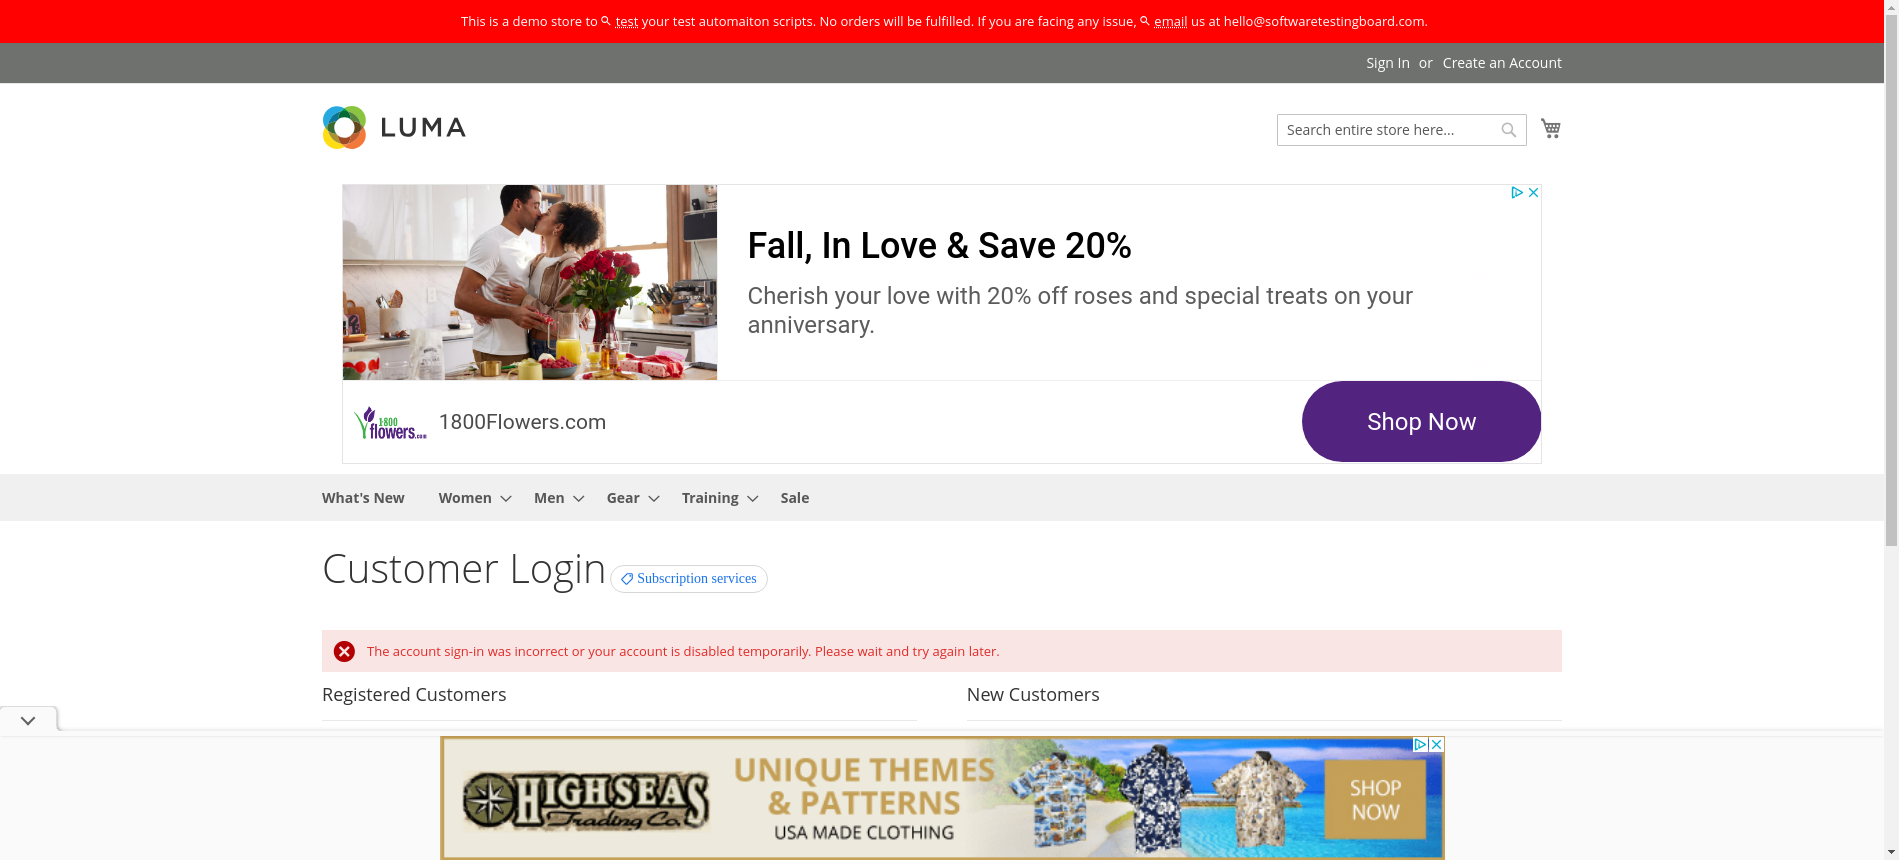 This is a demo store to test your test automaiton scripts. No orders will be fulfilled. If you are facing any issue, email us at hello@softwaretestingboard.com.
Sign In or Create an Account
LUMA
Search entire store here...
Fall, In Love & Save 20%
Cherish your love with 20% off roses and special treats on your
anniversary.
1-800
flowers.com
1800Flowers.com
Shop Now
What's New Women Men Gear Training Sale
Customer Login
Subscription services
The account sign-in was incorrect or your account is disabled temporarily. Please wait and try again later.
Registered Customers
New Customers
HIGH SEAS
Trading Co.
UNIQUE THEMES
& PATTERNS
USA MADE CLOTHING
SHOP
NOW